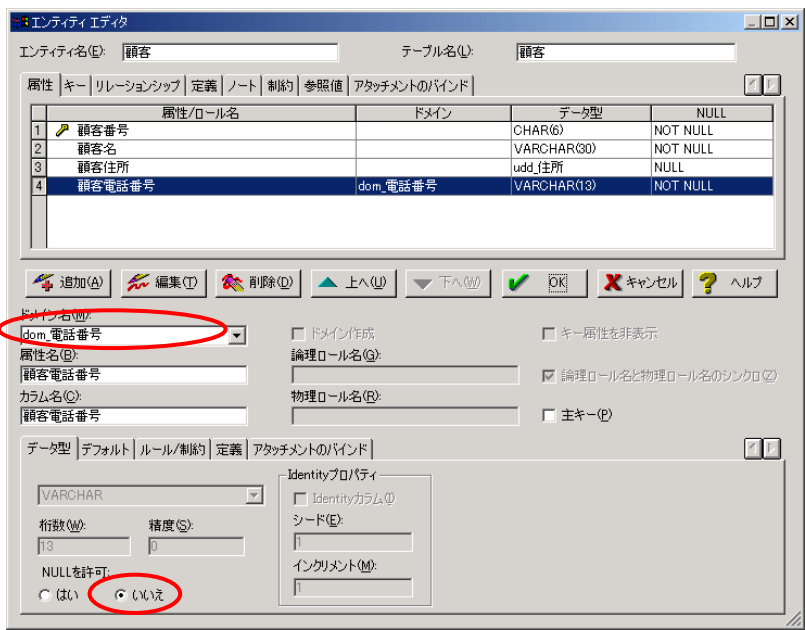 エンティティ エディタ
エンティティ名(E): 顧客 テーブル名(L): 顧客
属性 キー リレーションシップ 定義 ノート 制約 参照値 アタッチメントのバインド
属性/ロール名 ドメイン データ型 NULL
1 顧客番号 CHAR(6) NOT NULL
2 顧客名 VARCHAR(30) NOT NULL
3 顧客住所 udd_住所 NULL
4 顧客電話番号 dom_電話番号 VARCHAR(13) NOT NULL
追加(A) 編集(T) 削除(D) 上へ(U) 下へ(W) OK キャンセル ヘルプ
ドメイン名(M):
dom_電話番号 ドメイン作成 キー属性を非表示
属性名(B): 論理ロール名(G):
顧客電話番号 論理ロール名と物理ロール名のシンクロ(Z)
カラム名(C): 物理ロール名(R):
顧客電話番号 主キー(P)
データ型 デフォルト ルール/制約 定義 アタッチメントのバインド
Identityプロパティ
VARCHAR Identityカラム(I)
桁数(W): 精度(S): シード(E):
13 0 1
NULLを許可: インクリメント(M):
はい いいえ 1